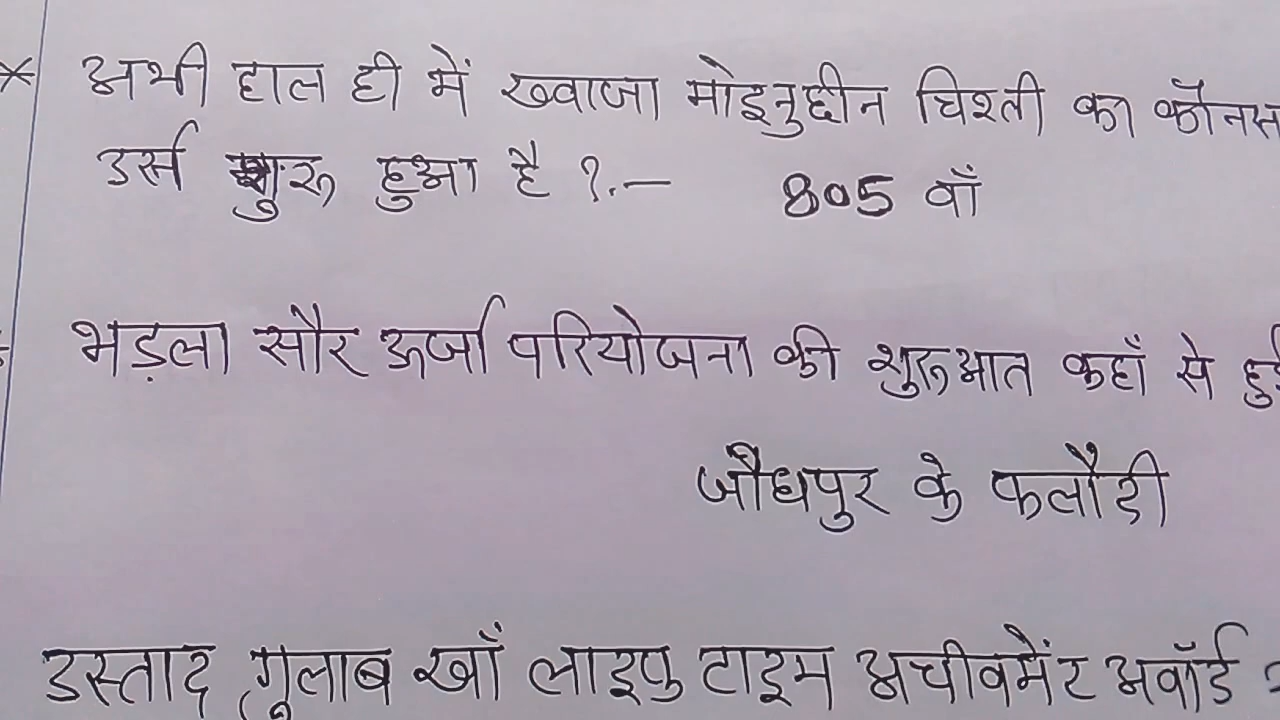 * अभी हाल ही में ख्वाजा मोइनुद्दीन चिश्ती का कौनसा
उर्स शुरू हुआ है ?.—  805 वाँ
भड़ला सौर ऊर्जा परियोजना की शुरूआत कहाँ से हुई
जौधपुर के फलौदी
उस्ताद गुलाब खाँ लाइफ टाइम अचीवमेंट अवॉर्ड